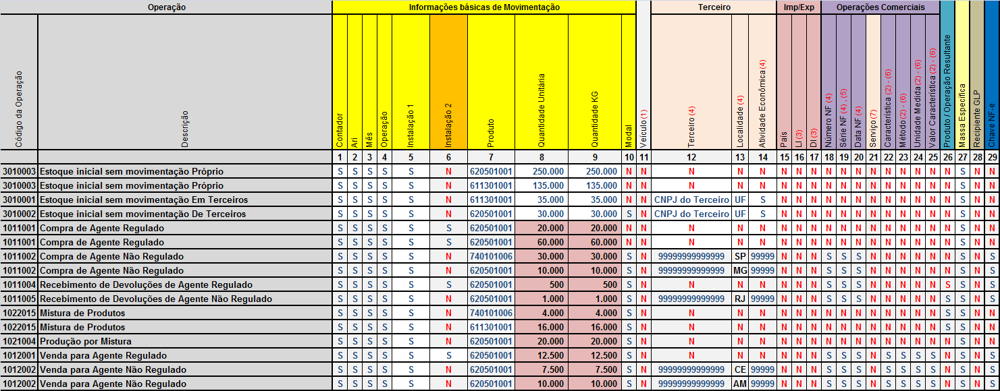 Operação Informações básicas de Movimentação Terceiro Imp/Exp Operações Comerciais
Código da Operação
Descrição
Contador
Ari
Mês
Operação
Instalação 1
Instalação 2
Produto
Quantidade Unitária
Quantidade KG
Modal
Veículo (1)
Terceiro (4)
Localidade (4)
Atividade Econômica (4)
País
LI (3)
DI (3)
Número NF (4)
Série NF (4) , (5)
Data NF (4)
Serviço (7)
Característica (2) - (6)
Método (2) - (6)
Unidade Medida (2) - (6)
Valor Característica (2) - (6)
Produto / Operação Resultante
Massa Específica
Recipiente GLP
Chave NF-e
1 2 3 4 5 6 7 8 9 10 11 12 13 14 15 16 17 18 19 20 21 22 23 24 25 26 27 28 29
3010003 Estoque inicial sem movimentação Próprio S S S S S N 620501001 250.000 250.000 N N N N N N N N N N N N N N N N N S N N
3010003 Estoque inicial sem movimentação Próprio S S S S S N 611301001 135.000 135.000 N N N N N N N N N N N N N N N N N S N N
3010001 Estoque inicial sem movimentação Em Terceiros S S S S S N 611301001 35.000 35.000 N N CNPJ do Terceiro UF S N N N N N N N N N N N N S N N
3010002 Estoque inicial sem movimentação De Terceiros S S S S S N 620501001 30.000 30.000 S N CNPJ do Terceiro UF S N N N N N N N N N N N N S N N
1011001 Compra de Agente Regulado S S S S S S 620501001 20.000 20.000 N N N N N N N N N N N N N N N N N S N N
1011001 Compra de Agente Regulado S S S S S S 620501001 60.000 60.000 N N N N N N N N N N N N N N N N N S N N
1011002 Compra de Agente Não Regulado S S S S S N 740101006 30.000 30.000 S N 99999999999999 SP 99999 N N N S S S N N N N N N S N S
1011002 Compra de Agente Não Regulado S S S S S N 620501001 10.000 10.000 S N 99999999999999 MG 99999 N N N S S S N N N N N N S N S
1011004 Recebimento de Devoluções de Agente Regulado S S S S S S 620501001 500 500 S N N N N N N N S S S N N N N N S S N S
1011005 Recebimento de Devoluções de Agente Não Regulado S S S S S N 620501001 1.000 1.000 S N 99999999999999 RJ 99999 N N N S S S N N N N N S S N S
1022015 Mistura de Produtos S S S S S N 740101006 4.000 4.000 S N N N N N N N N N N N N N N N S S N N
1022015 Mistura de Produtos S S S S S N 611301001 16.000 16.000 S N N N N N N N N N N N N N N N S S N N
1021004 Produção por Mistura S S S S S N 620501001 20.000 20.000 S N N N N N N N N N N N N N N N N S N N
1012001 Venda para Agente Regulado S S S S S S 620501001 12.500 12.500 S N N N N N N N S S S N S S S S N S N S
1012002 Venda para Agente Não Regulado S S S S S N 620501001 7.500 7.500 S N 99999999999999 CE 99999 N N N S S S N S S S S N S N S
1012002 Venda para Agente Não Regulado S S S S S N 620501001 10.000 10.000 S N 99999999999999 AM 99999 N N N S S S N S S S S N S N S